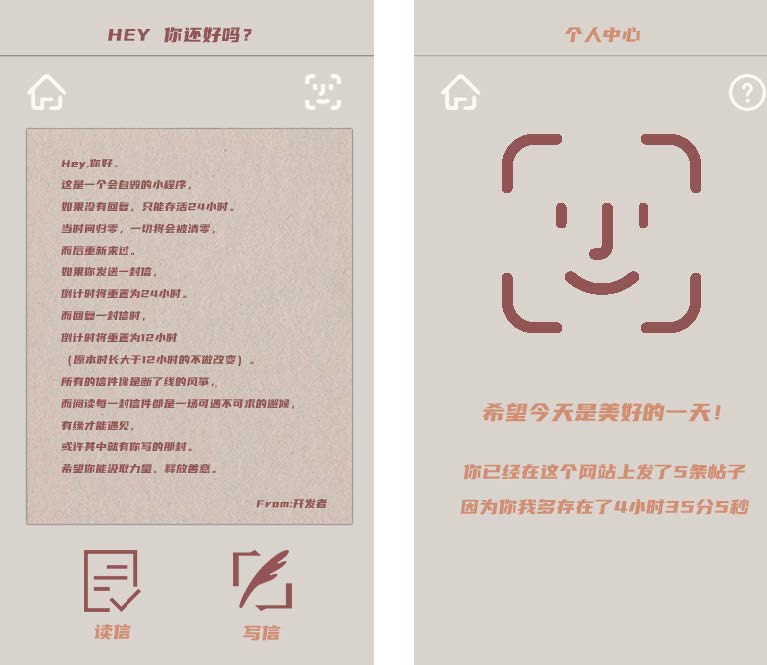 HEY 你还好吗？
Hey,你好。
这是一个会自毁的小程序，
如果没有回复，只能存活24小时。
当时间归零，一切将会被清零，
而后重新来过。
如果你发送一封信，
倒计时将重置为24小时。
而回复一封信时，
倒计时将重置为12小时
（原本时长大于12小时的不做改变）。
所有的信件像是断了线的风筝，
而阅读每一封信件都是一场可遇不可求的邂逅，
有缘才能遇见，
或许其中就有你写的那封。
希望你能汲取力量、释放善意。
From:开发者
读信
写信
个人中心
?
希望今天是美好的一天！
你已经在这个网站上发了5条帖子
因为你我多存在了4小时35分5秒